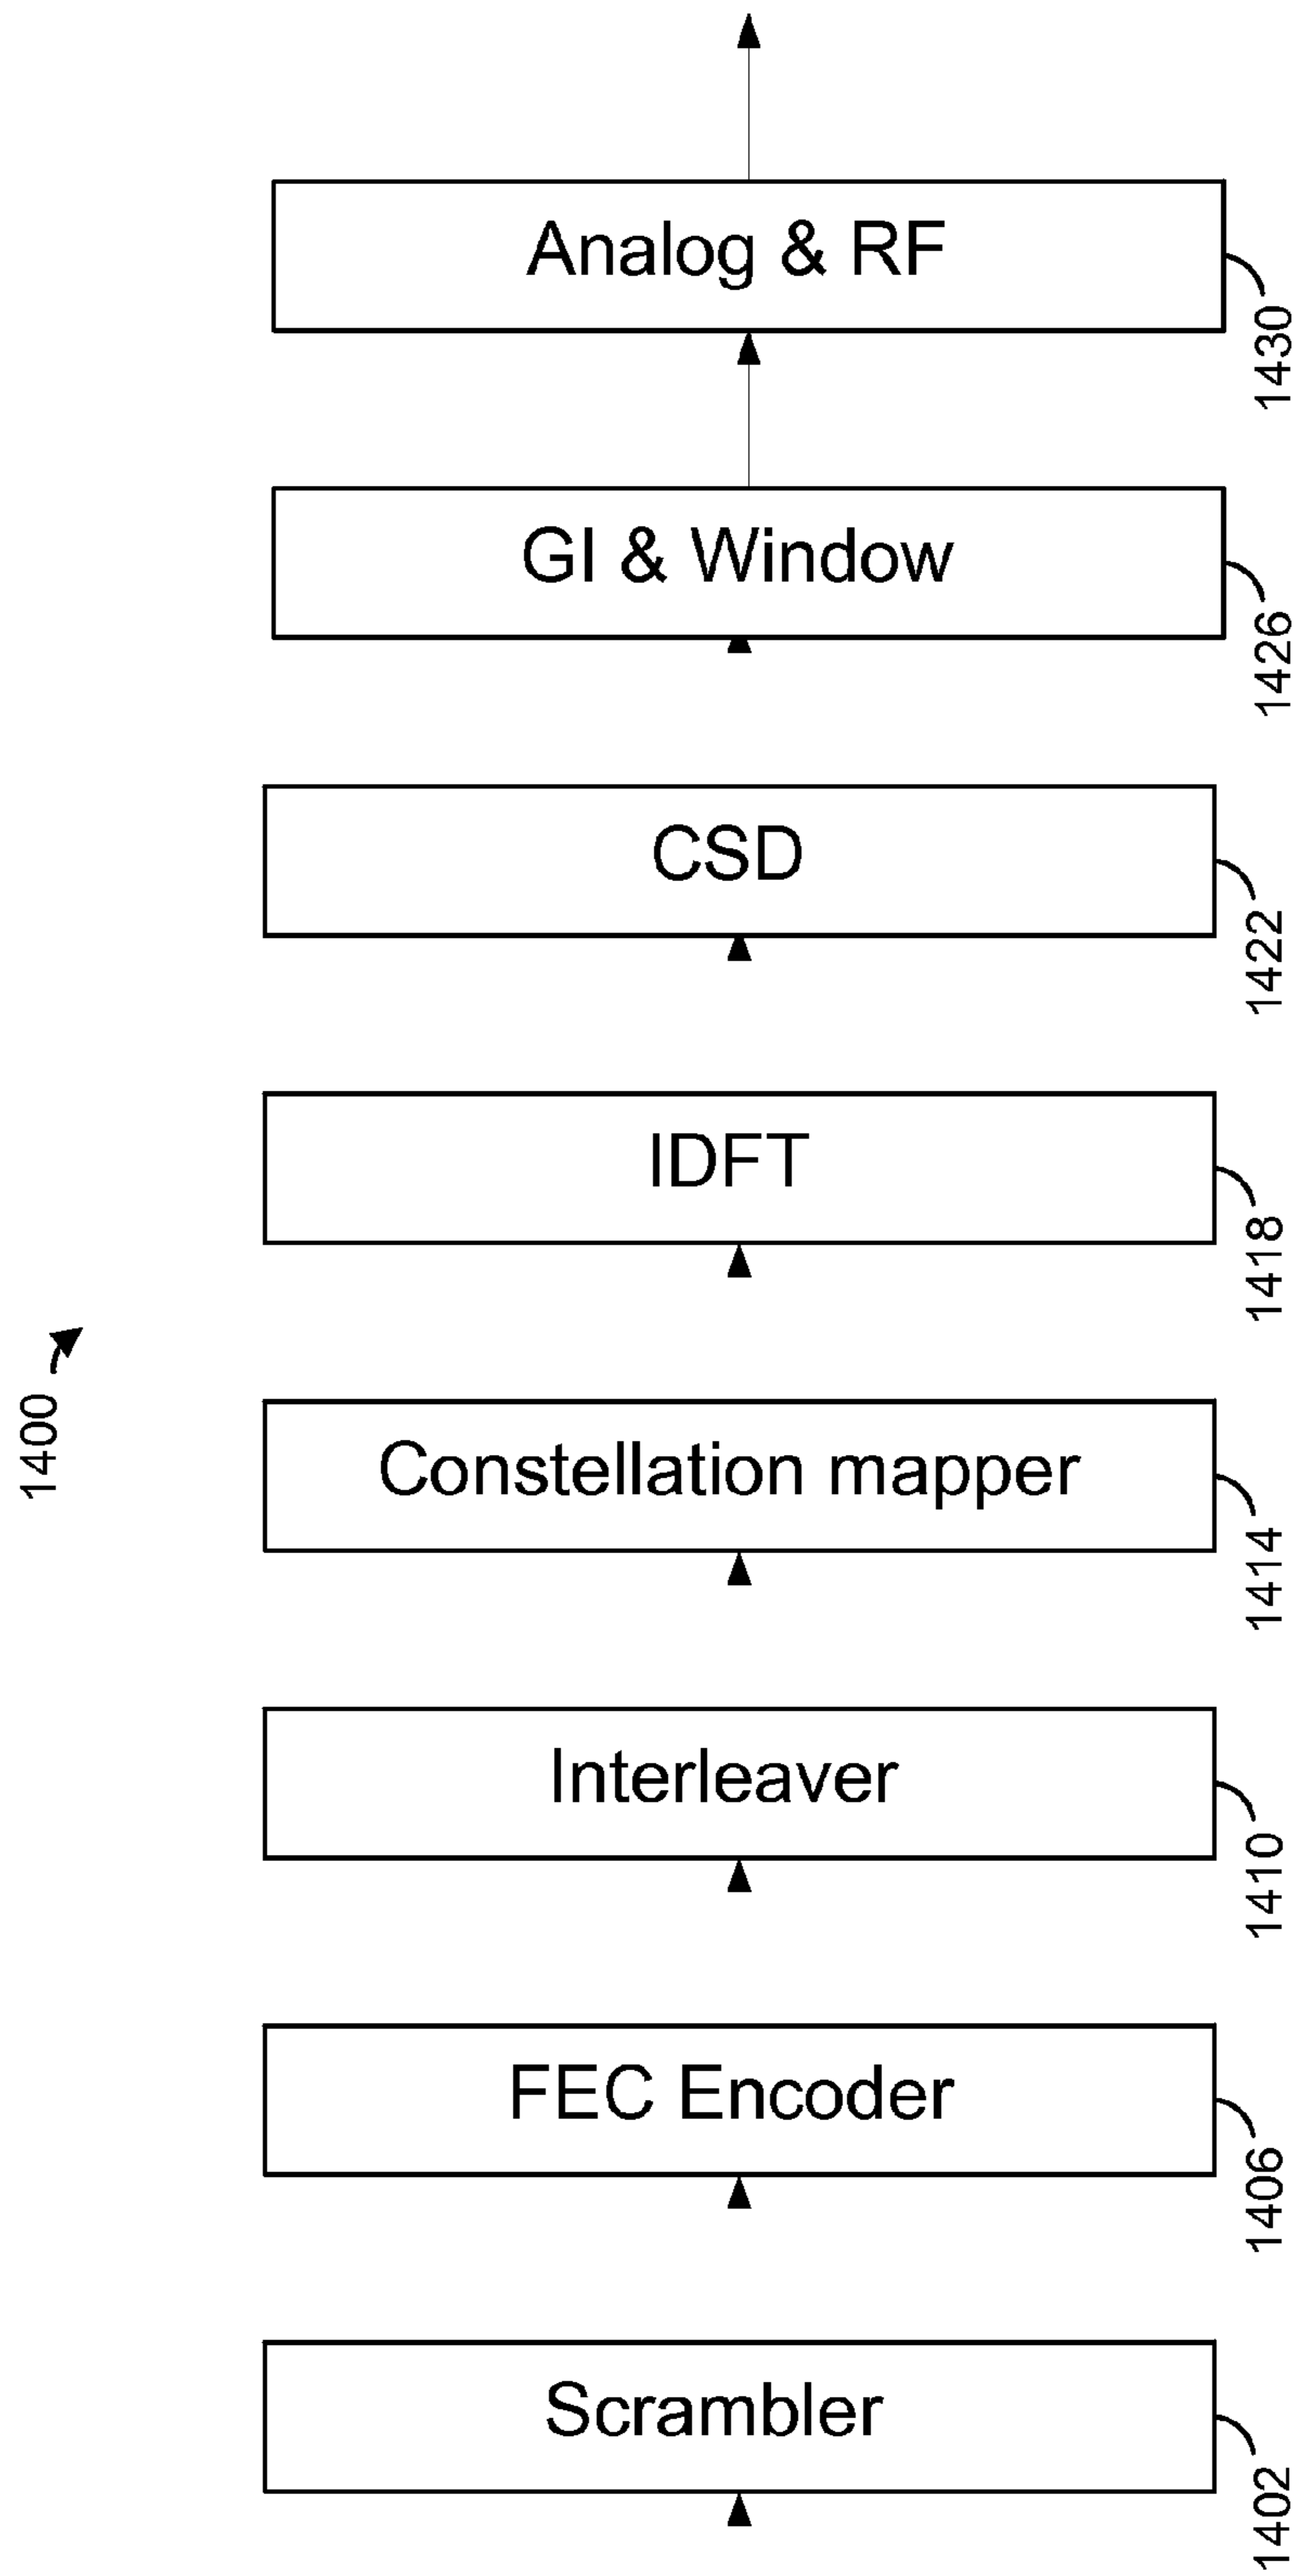 Analog & RF
1430
GI & Window
1426
CSD
1422
IDFT
1418
1400
Constellation mapper
1414
Interleaver
1410
FEC Encoder
1406
Scrambler
1402